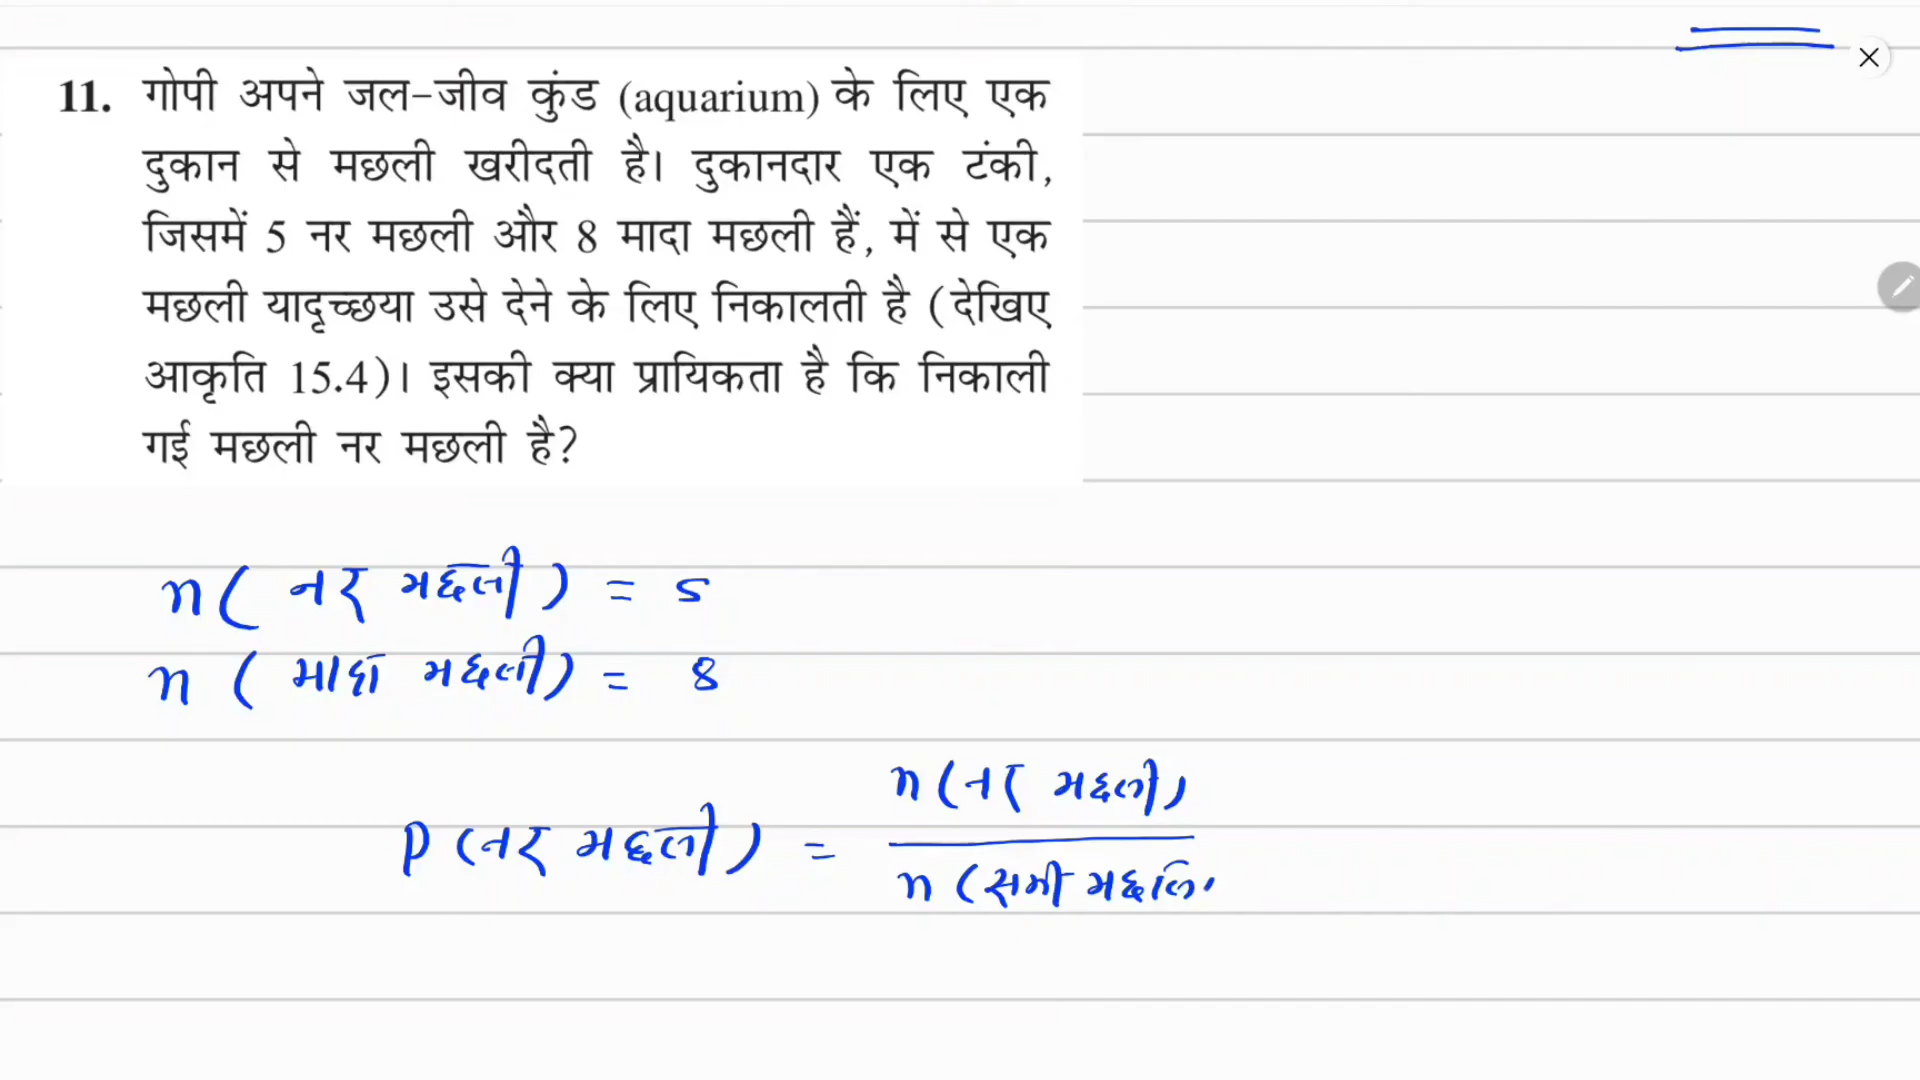 11. गोपी अपने जल-जीव कुंड (aquarium) के लिए एक
दुकान से मछली खरीदती है। दुकानदार एक टंकी,
जिसमें 5 नर मछली और 8 मादा मछली हैं, में से एक
मछली यादृच्छया उसे देने के लिए निकालती है (देखिए
आकृति 15.4)। इसकी क्या प्रायिकता है कि निकाली
गई मछली नर मछली है?
n( नर मछली ) = 5
n ( मादा मछली) = 8
n (नर मछली)
P (नर मछली ) =
n (सभी मछलि